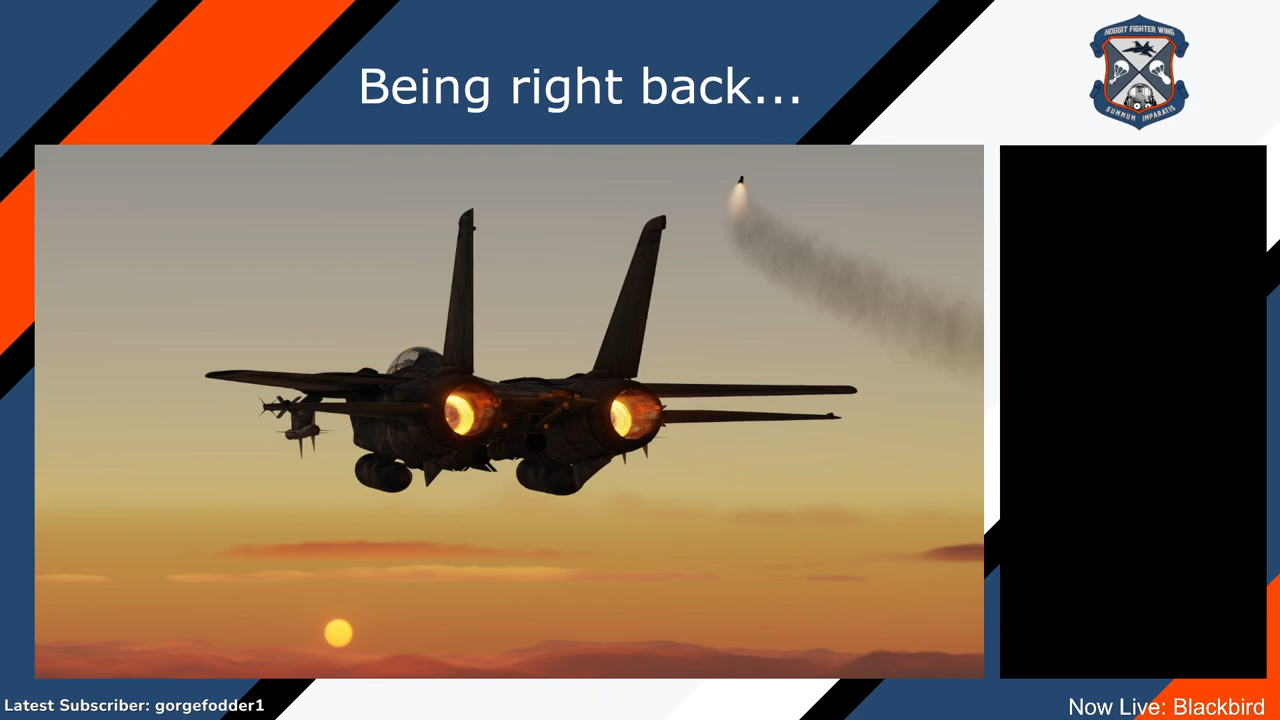 Being right back...
HOGGIT FIGHTER WING
SUMMUM IMPARATIS
Latest Subscriber: gorgefodder1
Now Live: Blackbird